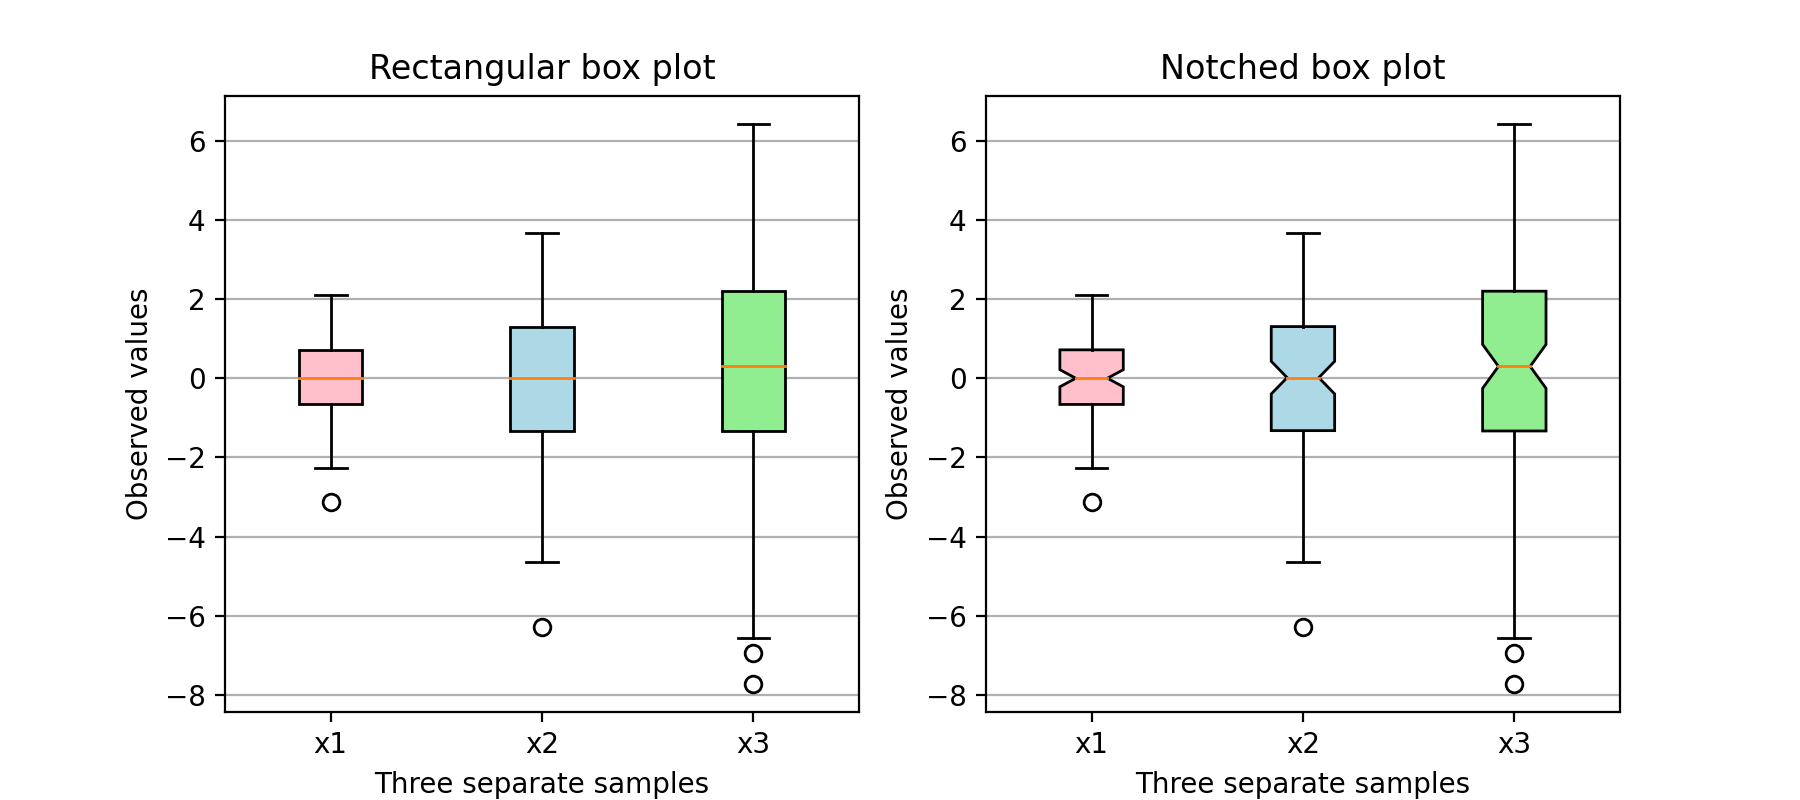 Rectangular box plot
Observed values
6
4
2
0
−2
−4
−6
−8
x1 x2 x3
Three separate samples
Notched box plot
Observed values
6
4
2
0
−2
−4
−6
−8
x1 x2 x3
Three separate samples